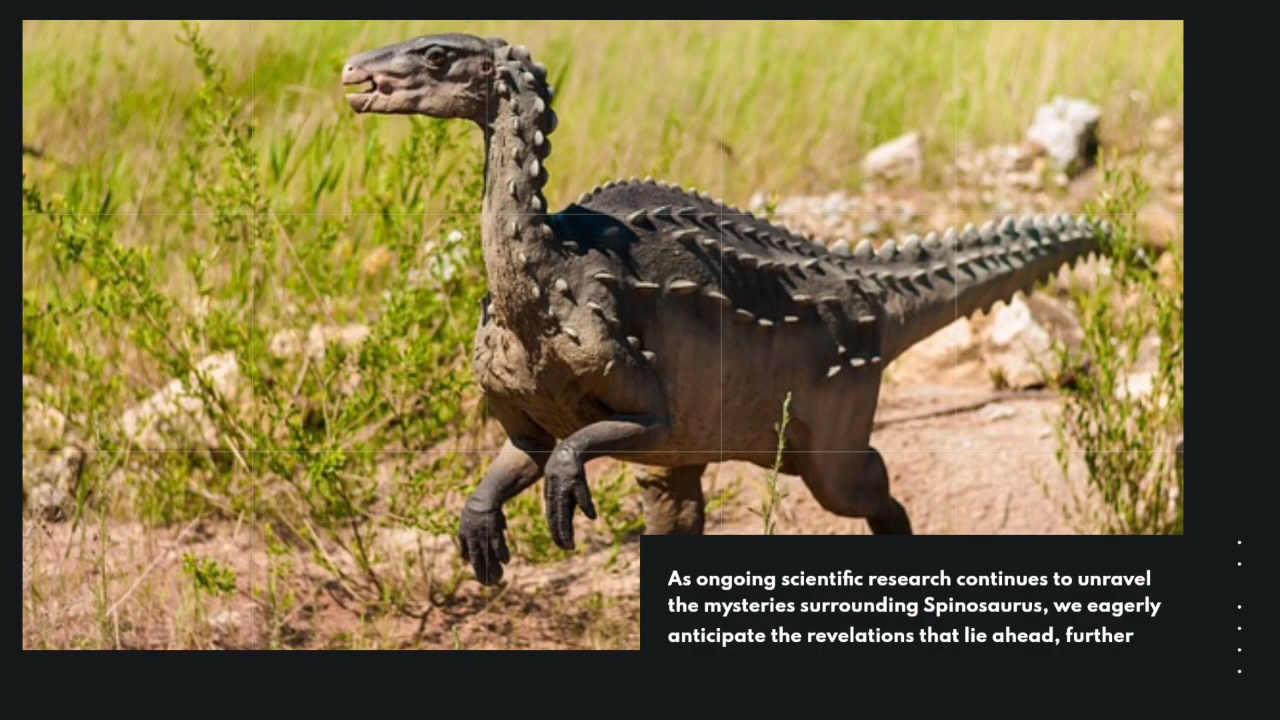 As ongoing scientific research continues to unravel
the mysteries surrounding Spinosaurus, we eagerly
anticipate the revelations that lie ahead, further